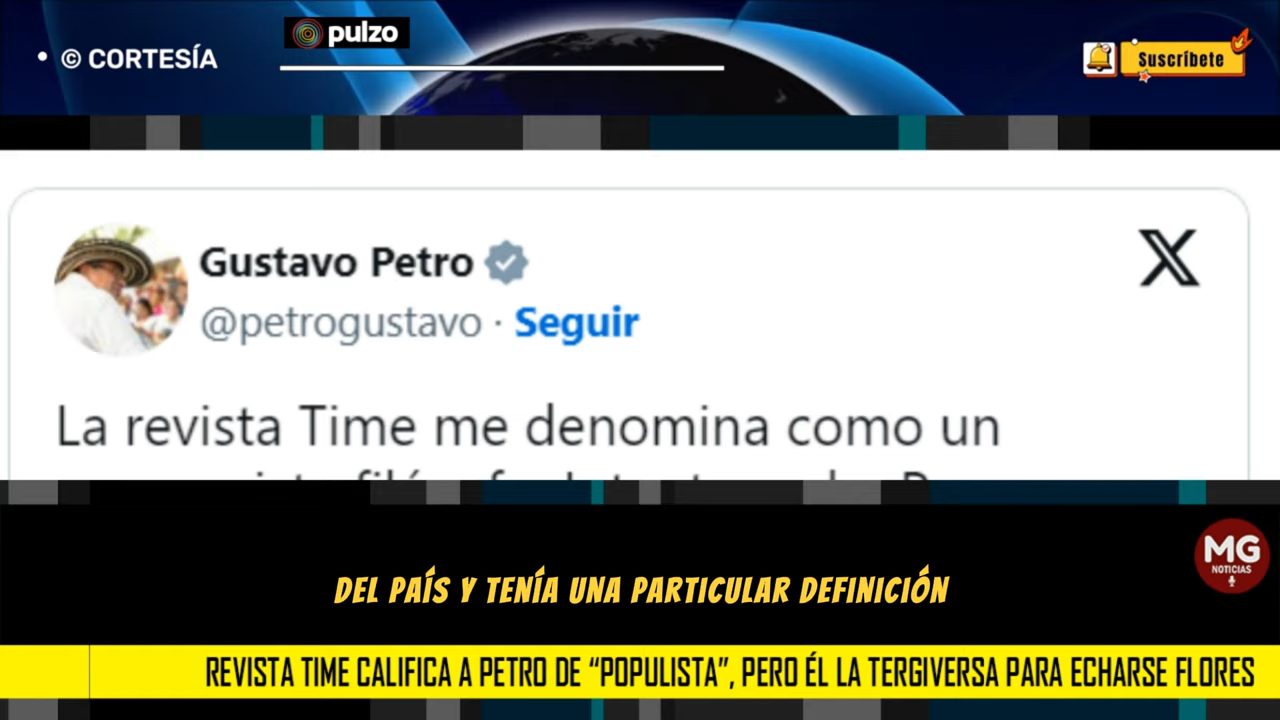 • © CORTESÍA
pulzo
Suscríbete
Gustavo Petro
@petrogustavo · Seguir
La revista Time me denomina como un
DEL PAÍS Y TENÍA UNA PARTICULAR DEFINICIÓN
MG
NOTICIAS
REVISTA TIME CALIFICA A PETRO DE “POPULISTA”, PERO ÉL LA TERGIVERSA PARA ECHARSE FLORES